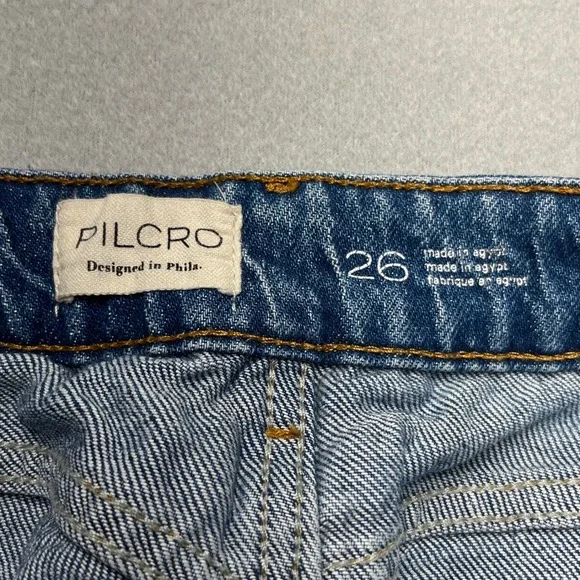 PILCRO
Designed in Phila.
26
made in egypt
made in egypt
fabrique en egypt